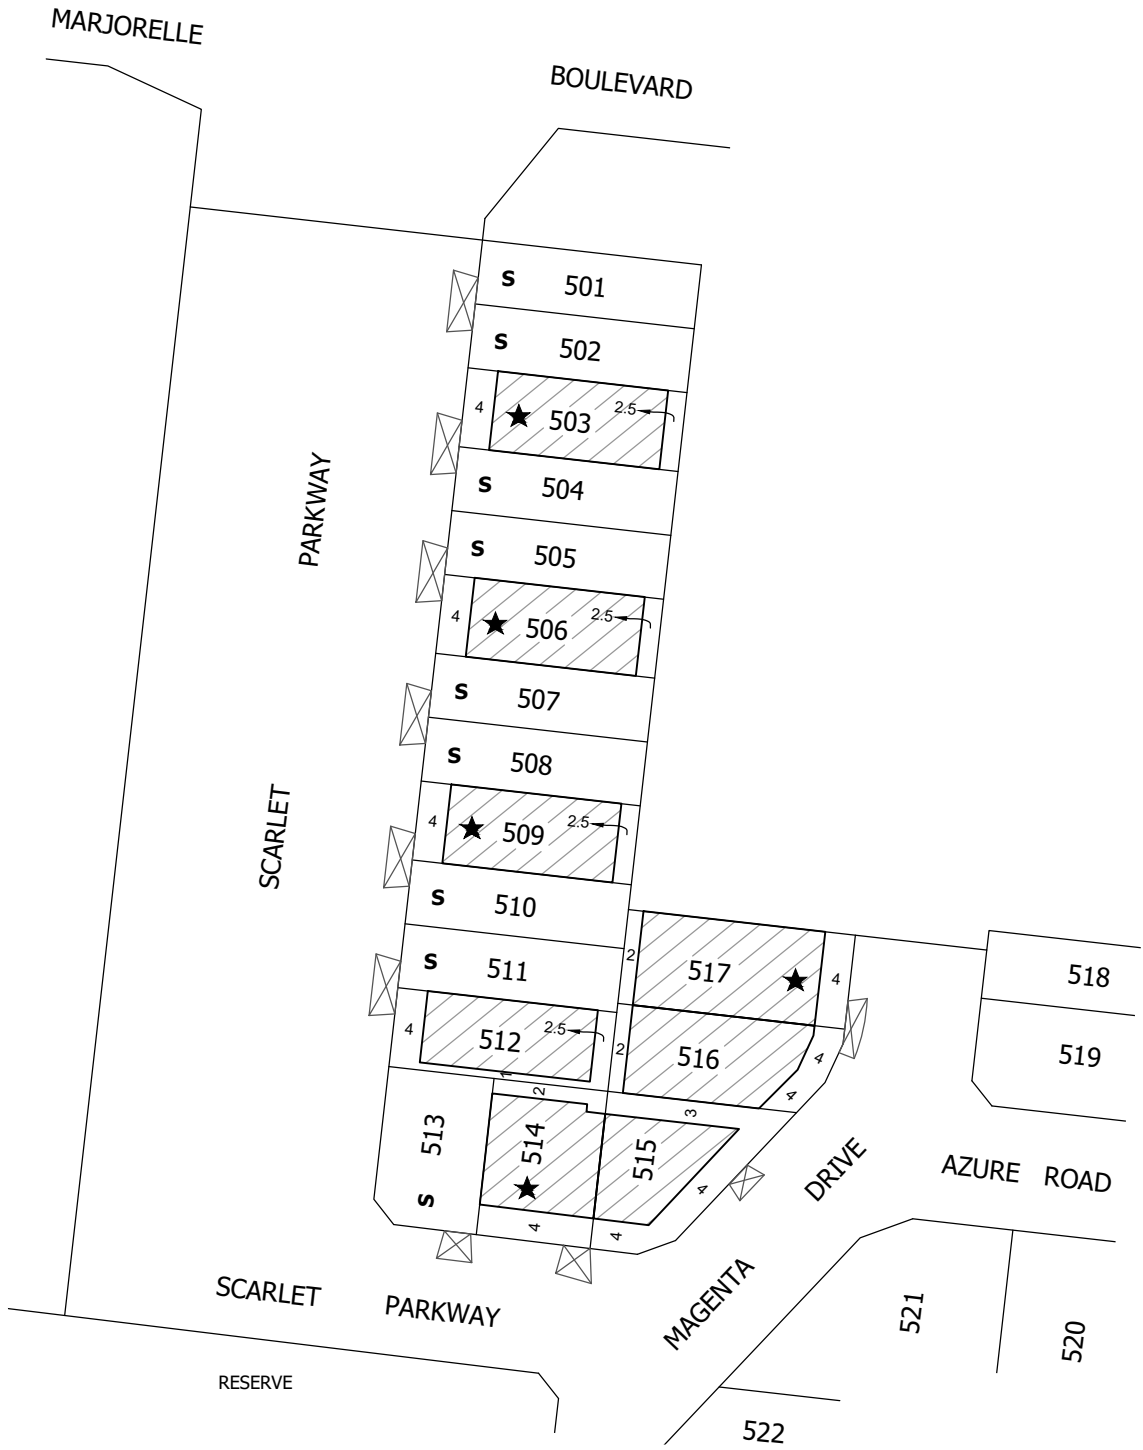 MARJORELLE
BOULEVARD
S 501
S 502
4 503 2.5
S 504
PARKWAY
S 505
4 506 2.5
S 507
S 508
SCARLET
4 509 2.5
S 510
2 517 4
S 511
518
4 512 2.5
2 516 4
519
1
2
4
3
513
514
515
DRIVE
AZURE ROAD
4
S
4
4
MAGENTA
SCARLET PARKWAY
521
520
RESERVE
522